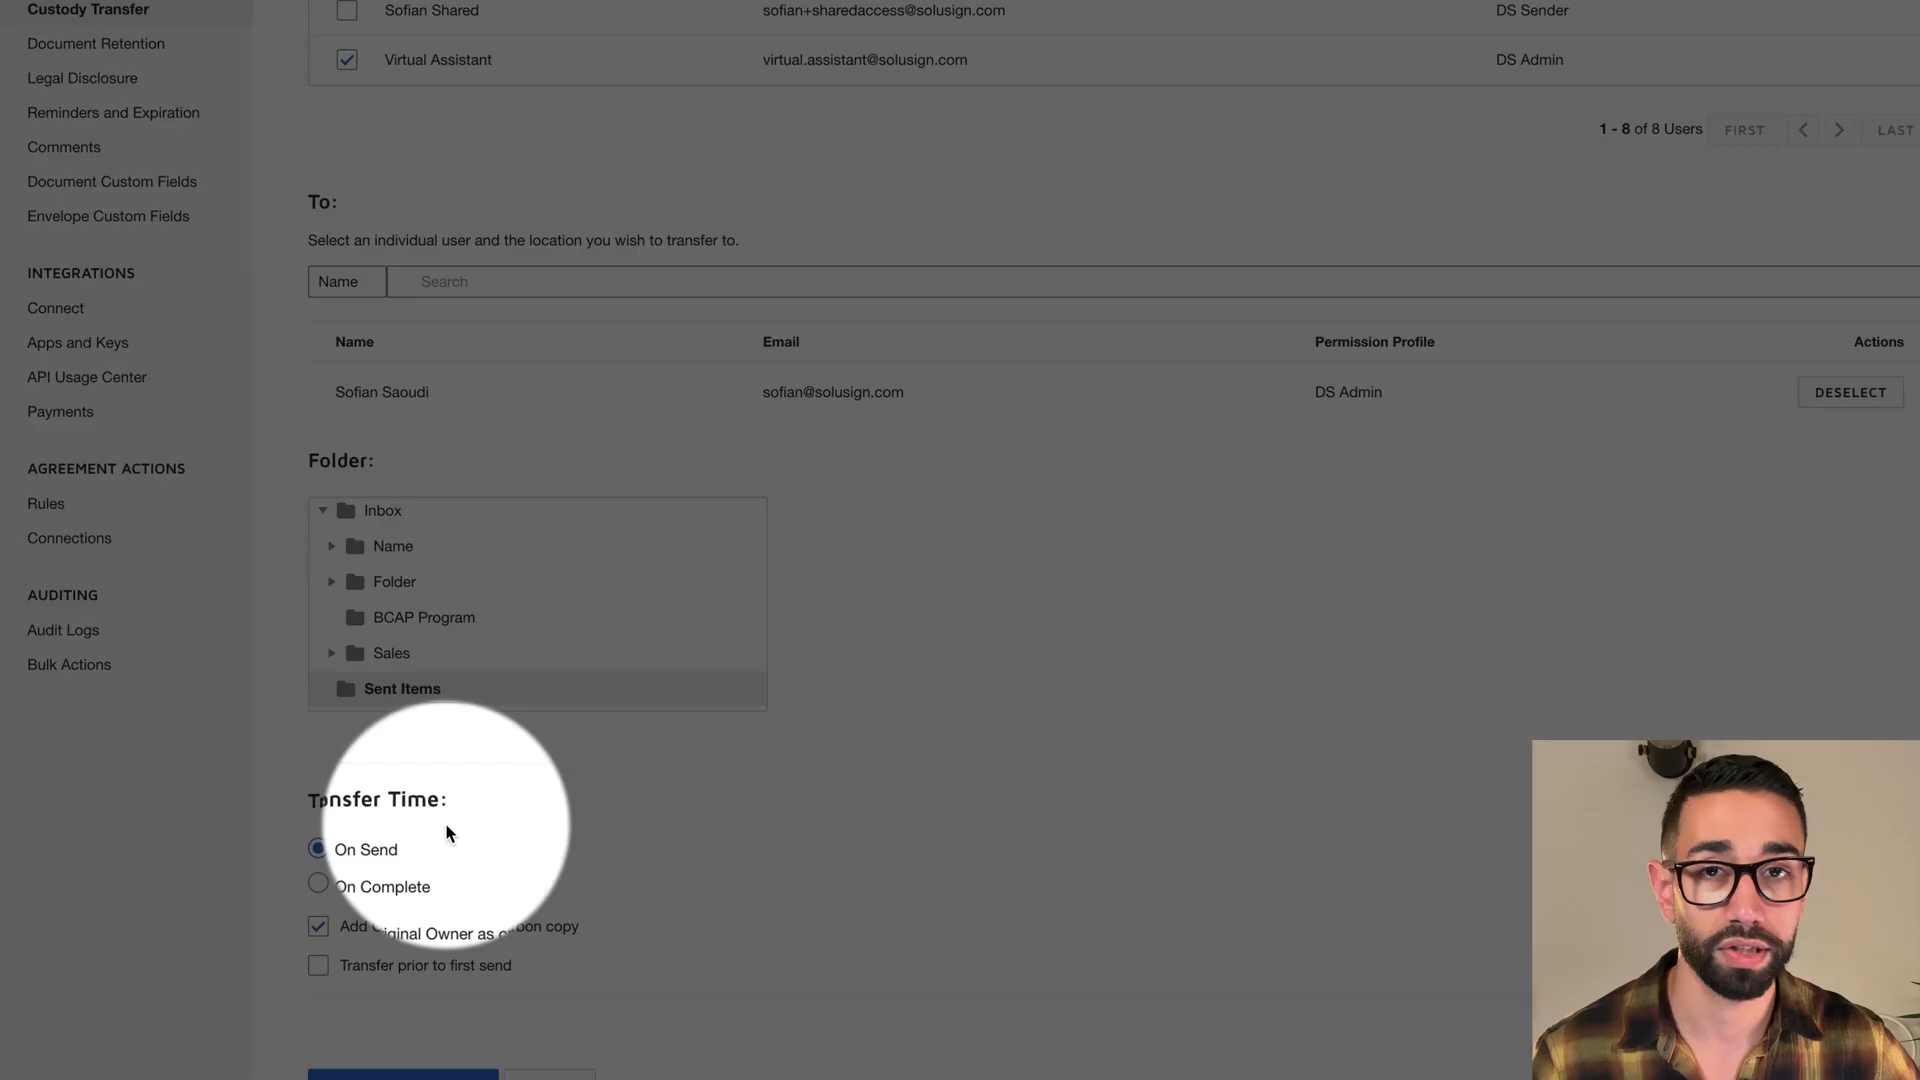 Custody Transfer
Document Retention
Legal Disclosure
Reminders and Expiration
Comments
Document Custom Fields
Envelope Custom Fields
INTEGRATIONS
Connect
Apps and Keys
API Usage Center
Payments
AGREEMENT ACTIONS
Rules
Connections
AUDITING
Audit Logs
Bulk Actions
Sofian Shared sofian+sharedaccess@solusign.com DS Sender
Virtual Assistant virtual.assistant@solusign.com DS Admin
1 - 8 of 8 Users FIRST LAST
To:
Select an individual user and the location you wish to transfer to.
Name Search
Name Email Permission Profile Actions
Sofian Saoudi sofian@solusign.com DS Admin DESELECT
Folder:
Inbox
Name
Folder
BCAP Program
Sales
Sent Items
Transfer Time:
On Send
On Complete
Add Original Owner as carbon copy
Transfer prior to first send